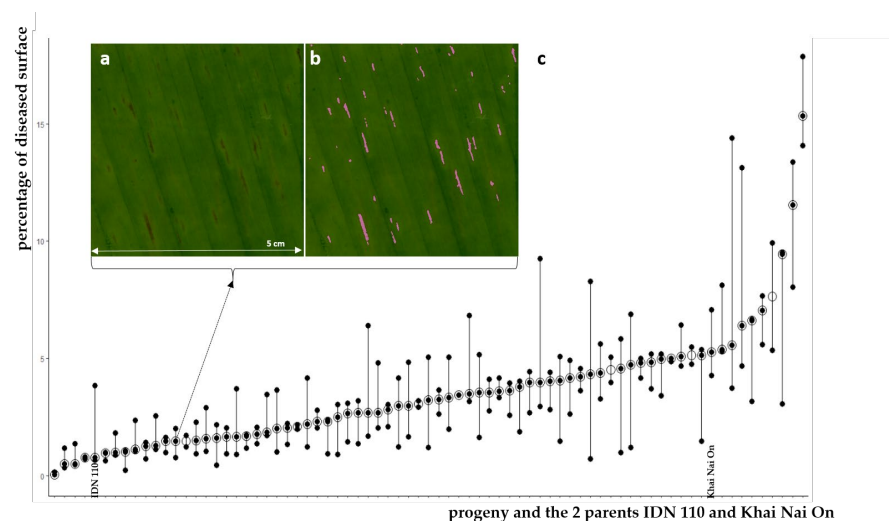 percentage of diseased surface
a
b
c
5 cm
15
10
5
0
IDN 110
Khai Nai On
progeny and the 2 parents IDN 110 and Khai Nai On